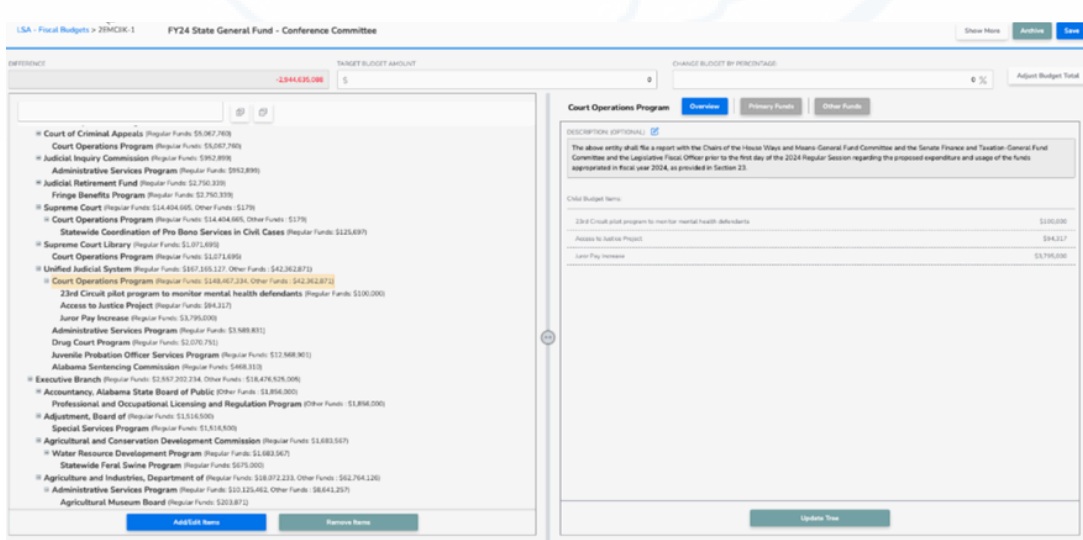 LSA - Fiscal Budgets > 2EMCJIK-1
FY24 State General Fund - Conference Committee
Show More
Archive
Save
DIFFERENCE
TARGET BUDGET AMOUNT
CHANGE BUDGET BY PERCENTAGE
-2,944,635,088
$ 0
0 %
Adjust Budget Total
Court of Criminal Appeals (Regular Funds: $5,067,760)
Court Operations Program (Regular Funds: $5,067,760)
Judicial Inquiry Commission (Regular Funds: $952,899)
Administrative Services Program (Regular Funds: $952,899)
Judicial Retirement Fund (Regular Funds: $2,750,339)
Fringe Benefits Program (Regular Funds: $2,750,339)
Supreme Court (Regular Funds: $14,404,665, Other Funds : $179)
Court Operations Program (Regular Funds: $14,404,665, Other Funds : $179)
Statewide Coordination of Pro Bono Services in Civil Cases (Regular Funds: $125,697)
Supreme Court Library (Regular Funds: $1,071,695)
Court Operations Program (Regular Funds: $1,071,695)
Unified Judicial System (Regular Funds: $167,165,127, Other Funds : $42,362,871)
Court Operations Program (Regular Funds: $148,467,334, Other Funds : $42,362,871)
23rd Circuit pilot program to monitor mental health defendants (Regular Funds: $100,000)
Access to Justice Project (Regular Funds: $94,317)
Juror Pay Increase (Regular Funds: $3,795,000)
Administrative Services Program (Regular Funds: $3,589,831)
Drug Court Program (Regular Funds: $2,070,751)
Juvenile Probation Officer Services Program (Regular Funds: $12,568,901)
Alabama Sentencing Commission (Regular Funds: $468,310)
Executive Branch (Regular Funds: $2,557,202,234, Other Funds : $18,476,525,005)
Accountancy, Alabama State Board of Public (Other Funds : $1,856,000)
Professional and Occupational Licensing and Regulation Program (Other Funds : $1,856,000)
Adjustment, Board of (Regular Funds: $1,516,500)
Special Services Program (Regular Funds: $1,516,500)
Agricultural and Conservation Development Commission (Regular Funds: $1,683,567)
Water Resource Development Program (Regular Funds: $1,683,567)
Statewide Feral Swine Program (Regular Funds: $675,000)
Agriculture and Industries, Department of (Regular Funds: $18,072,233, Other Funds : $62,764,126)
Administrative Services Program (Regular Funds: $10,125,462, Other Funds : $8,641,257)
Agricultural Museum Board (Regular Funds: $203,871)
Add/Edit Items
Remove Items
Court Operations Program
Overview
Primary Funds
Other Funds
DESCRIPTION (OPTIONAL)
The above entity shall file a report with the Chairs of the House Ways and Means-General Fund Committee and the Senate Finance and Taxation-General Fund
Committee and the Legislative Fiscal Officer prior to the first day of the 2024 Regular Session regarding the proposed expenditure and usage of the funds
appropriated in fiscal year 2024, as provided in Section 23.
Child Budget Items:
23rd Circuit pilot program to monitor mental health defendants $100,000
Access to Justice Project $94,317
Juror Pay Increase $3,795,000
Update Tree